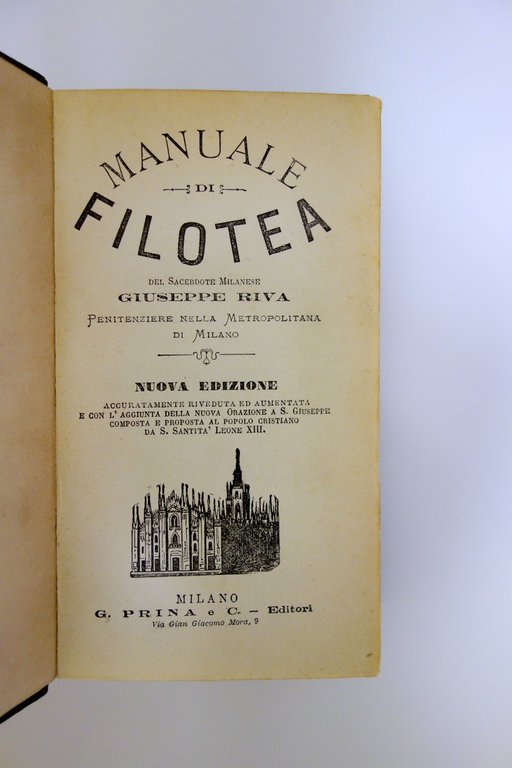 MANUALE
DI
FILOTEA
DEL SACERDOTE MILANESE
GIUSEPPE RIVA
PENITENZIERE NELLA METROPOLITANA
DI MILANO
NUOVA EDIZIONE
ACCURATAMENTE RIVEDUTA ED AUMENTATA
E CON L' AGGIUNTA DELLA NUOVA ORAZIONE A S. GIUSEPPE
COMPOSTA E PROPOSTA AL POPOLO CRISTIANO
DA S. SANTITA' LEONE XIII.
MILANO
G. PRINA e C. — Editori
Via Gian Giacomo Mora, 9